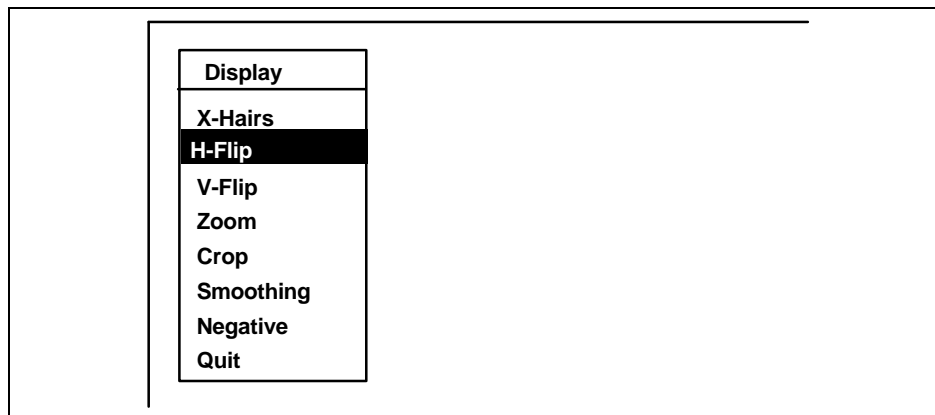 Display
X-Hairs
H-Flip
V-Flip
Zoom
Crop
Smoothing
Negative
Quit